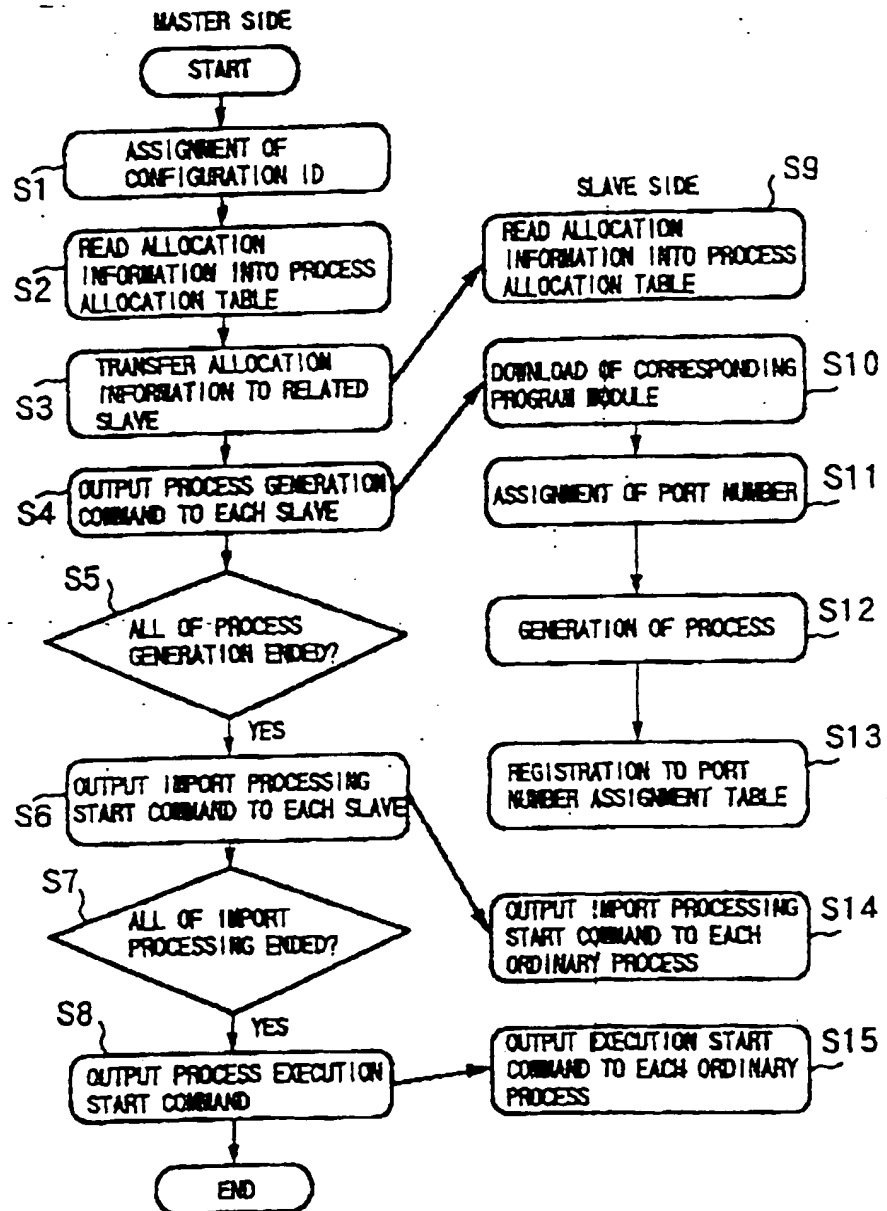 MASTER SIDE
START
S1
ASSIGNMENT OF
CONFIGURATION ID
S2
READ ALLOCATION
INFORMATION INTO PROCESS
ALLOCATION TABLE
S3
TRANSFER ALLOCATION
INFORMATION TO RELATED
SLAVE
S4
OUTPUT PROCESS GENERATION
COMMAND TO EACH SLAVE
S5
ALL OF PROCESS
GENERATION ENDED?
YES
S6
OUTPUT IMPORT PROCESSING
START COMMAND TO EACH SLAVE
S7
ALL OF IMPORT
PROCESSING ENDED?
YES
S8
OUTPUT PROCESS EXECUTION
START COMMAND
END
SLAVE SIDE
S9
READ ALLOCATION
INFORMATION INTO PROCESS
ALLOCATION TABLE
S10
DOWNLOAD OF CORRESPONDING
PROGRAM MODULE
S11
ASSIGNMENT OF PORT NUMBER
S12
GENERATION OF PROCESS
S13
REGISTRATION TO PORT
NUMBER ASSIGNMENT TABLE
S14
OUTPUT IMPORT PROCESSING
START COMMAND TO EACH
ORDINARY PROCESS
S15
OUTPUT EXECUTION START
COMMAND TO EACH ORDINARY
PROCESS